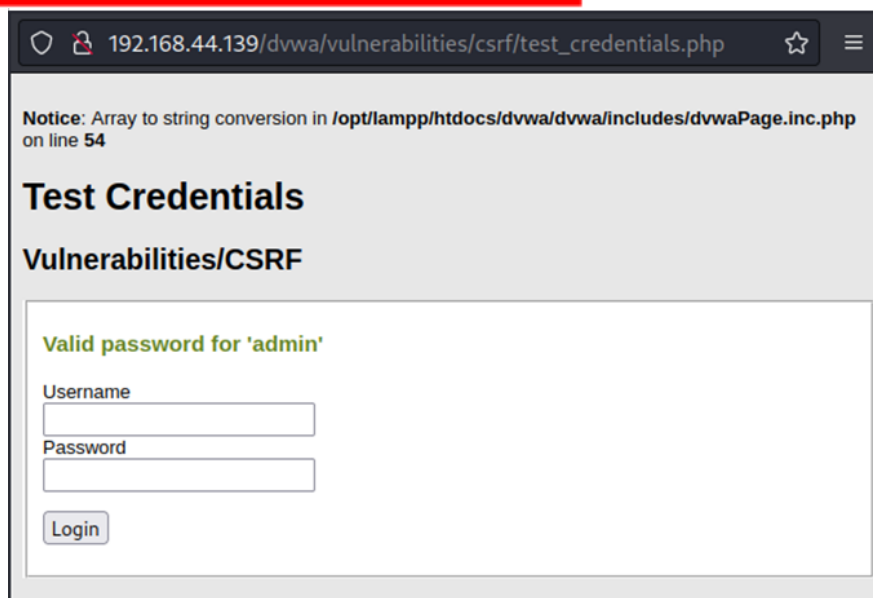 192.168.44.139/dvwa/vulnerabilities/csrf/test_credentials.php
Notice: Array to string conversion in /opt/lampp/htdocs/dvwa/dvwa/includes/dvwaPage.inc.php
on line 54
Test Credentials
Vulnerabilities/CSRF
Valid password for 'admin'
Username
Password
Login